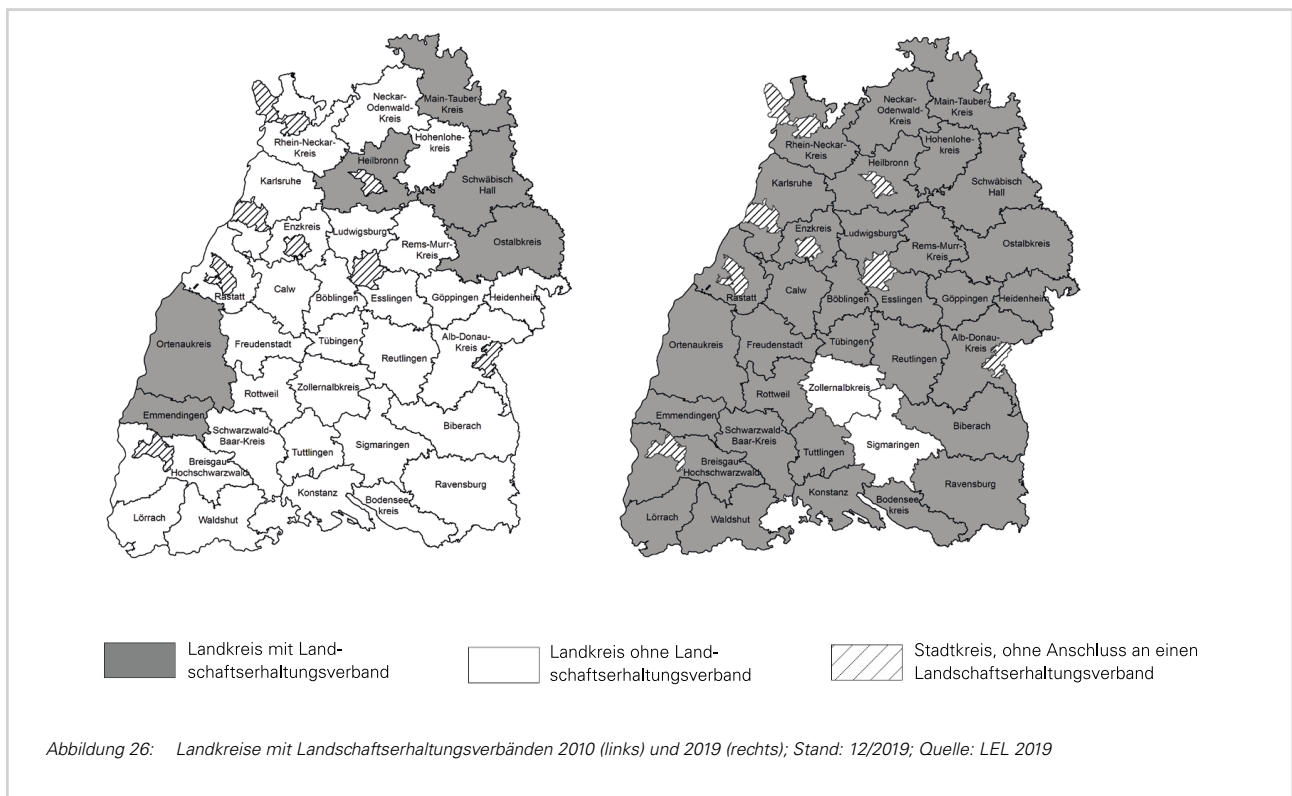 Neckar-
Odenwald-
Kreis
Main-Tauber-
Kreis
Rhein-Neckar-
Kreis
Hohenlohe-
kreis
Heilbronn
Karlsruhe
Schwäbisch
Hall
Enzkreis
Ludwigsburg
Rems-Murr-
Kreis
Ostalbkreis
Rastatt
Calw
Böblingen
Esslingen
Göppingen
Heidenheim
Ortenaukreis
Freudenstadt
Tübingen
Reutlingen
Alb-Donau-
Kreis
Rottweil
Zollernalbkreis
Emmendingen
Schwarzwald-
Baar-Kreis
Tuttlingen
Sigmaringen
Biberach
Breisgau-
Hochschwarzwald
Konstanz
Bodensee-
kreis
Ravensburg
Lörrach
Waldshut
Neckar-
Odenwald-
Kreis
Main-Tauber-
Kreis
Rhein-Neckar-
Kreis
Hohenlohe-
kreis
Heilbronn
Karlsruhe
Schwäbisch
Hall
Enzkreis
Ludwigsburg
Rems-Murr-
Kreis
Ostalbkreis
Rastatt
Calw
Böblingen
Esslingen
Göppingen
Heidenheim
Ortenaukreis
Freudenstadt
Tübingen
Reutlingen
Alb-Donau-
Kreis
Rottweil
Zollernalbkreis
Emmendingen
Schwarzwald-
Baar-Kreis
Tuttlingen
Sigmaringen
Biberach
Breisgau-
Hochschwarzwald
Konstanz
Bodensee-
kreis
Ravensburg
Lörrach
Waldshut
Landkreis mit Land-
schaftserhaltungsverband
Landkreis ohne Land-
schaftserhaltungsverband
Stadtkreis, ohne Anschluss an einen
Landschaftserhaltungsverband
Abbildung 26: Landkreise mit Landschaftserhaltungsverbänden 2010 (links) und 2019 (rechts); Stand: 12/2019; Quelle: LEL 2019